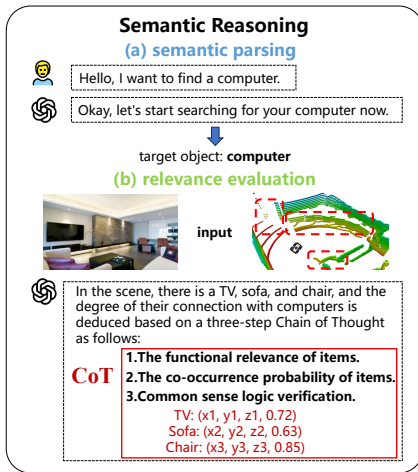 Semantic Reasoning
(a) semantic parsing
Hello, I want to find a computer.
Okay, let's start searching for your computer now.
target object: computer
(b) relevance evaluation
input
In the scene, there is a TV, sofa, and chair, and the
degree of their connection with computers is
deduced based on a three-step Chain of Thought
as follows:
CoT
1.The functional relevance of items.
2.The co-occurrence probability of items.
3.Common sense logic verification.
TV: (x1, y1, z1, 0.72)
Sofa: (x2, y2, z2, 0.63)
Chair: (x3, y3, z3, 0.85)